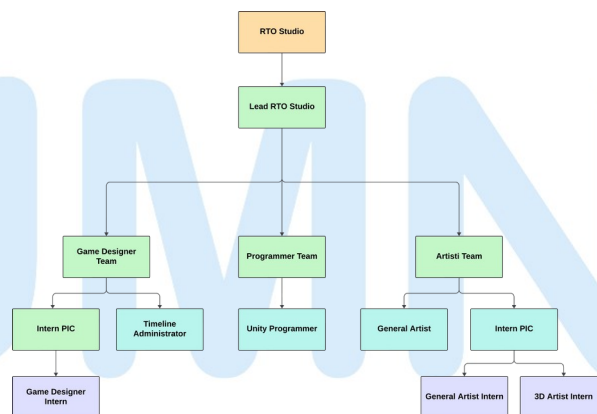 RTO Studio
Lead RTO Studio
Game Designer
Team
Programmer Team
Artisti Team
Intern PIC
Timeline
Administrator
Unity Programmer
General Artist
Intern PIC
Game Designer
Intern
General Artist Intern
3D Artist Intern
UMN